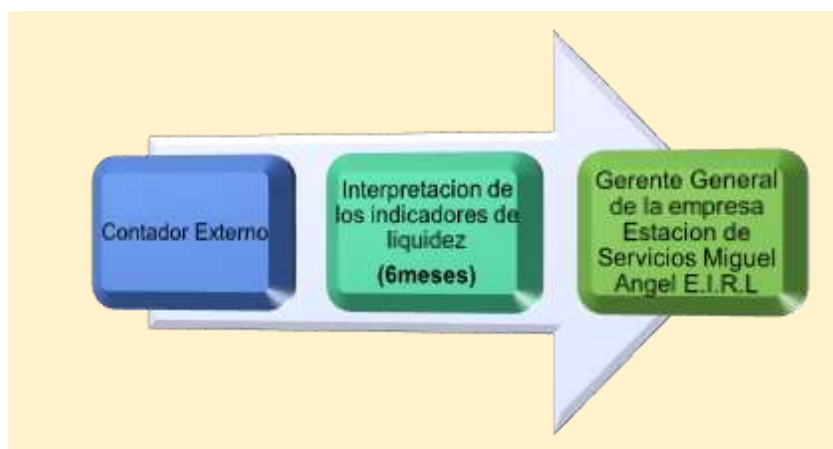 Contador Externo
Interpretacion de
los indicadores de
liquidez
(6meses)
Gerente General
de la empresa
Estacion de
Servicios Miguel
Angel E.I.R.L